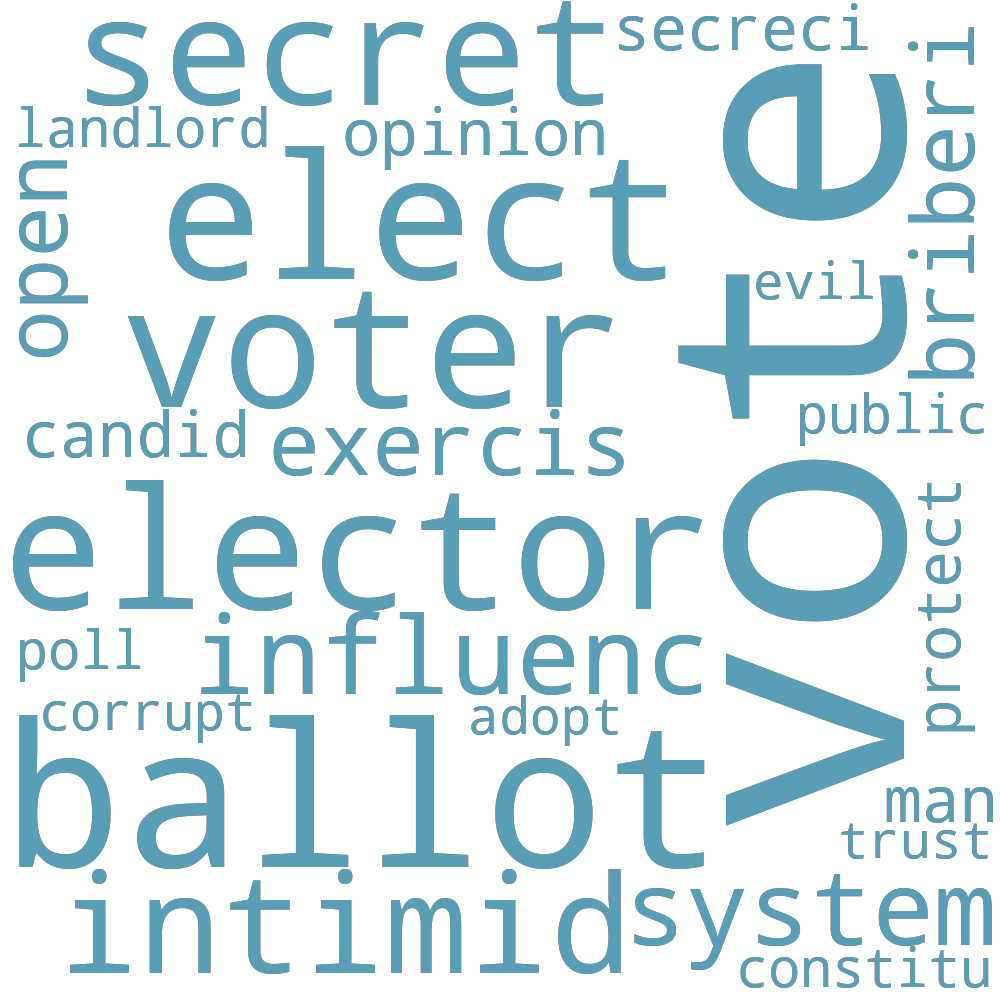 secret
secreci
landlord
opinion
open
elect
vote
briberi
evil
voter
candid
exercis
public
elector
protect
influenc
poll
corrupt
adopt
ballot
man
trust
intimid
system
constitu